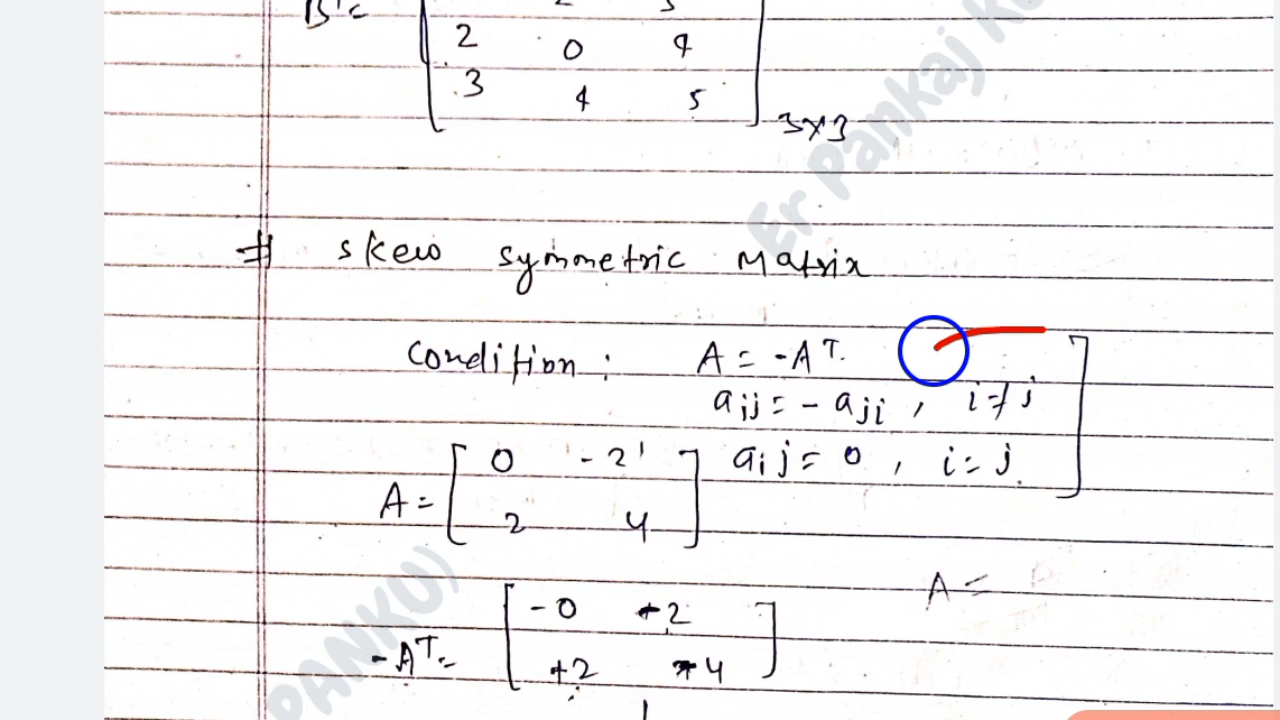 B' =
2 0 4
3 4 5
3×3
# Skew Symmetric Matrix
Condition : A = -Aᵀ.
aij = - aji , i ≠ j
aij = 0 , i = j
A = [ 0 -2
2 4 ]
A =
-Aᵀ = [ -0 +2
+2 4 ]
Er Pankaj K
PANKU)